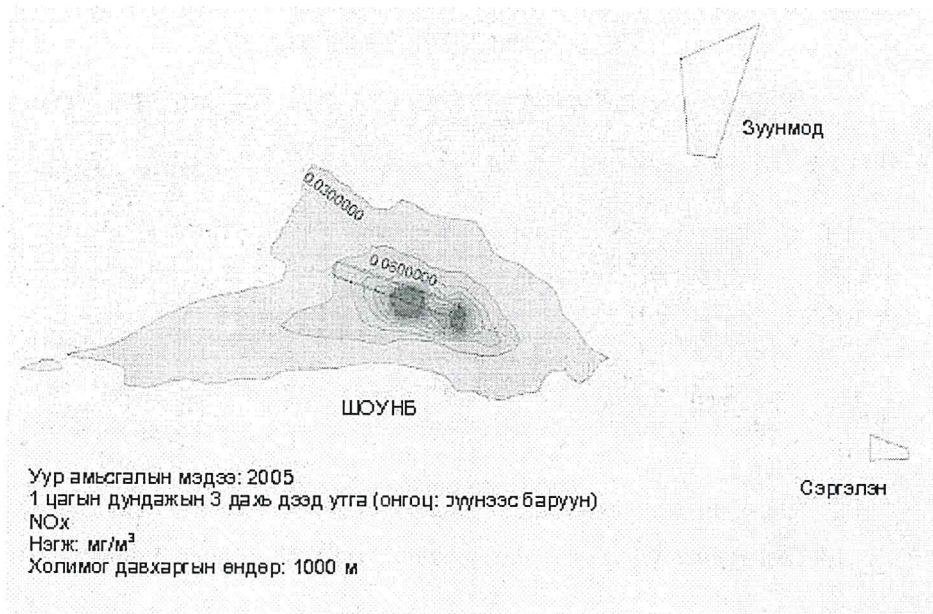 Зуунмод
0.0300000
0.0600000
ШОУНБ
Сэргэлэн
Уур амьсгалын мэдээ: 2005
1 цагын дундажын 3 дахь дээд утга (онгоц: зүүнээс баруун)
NOx
Нэгж: мг/м³
Холимог давхаргын өндөр: 1000 м